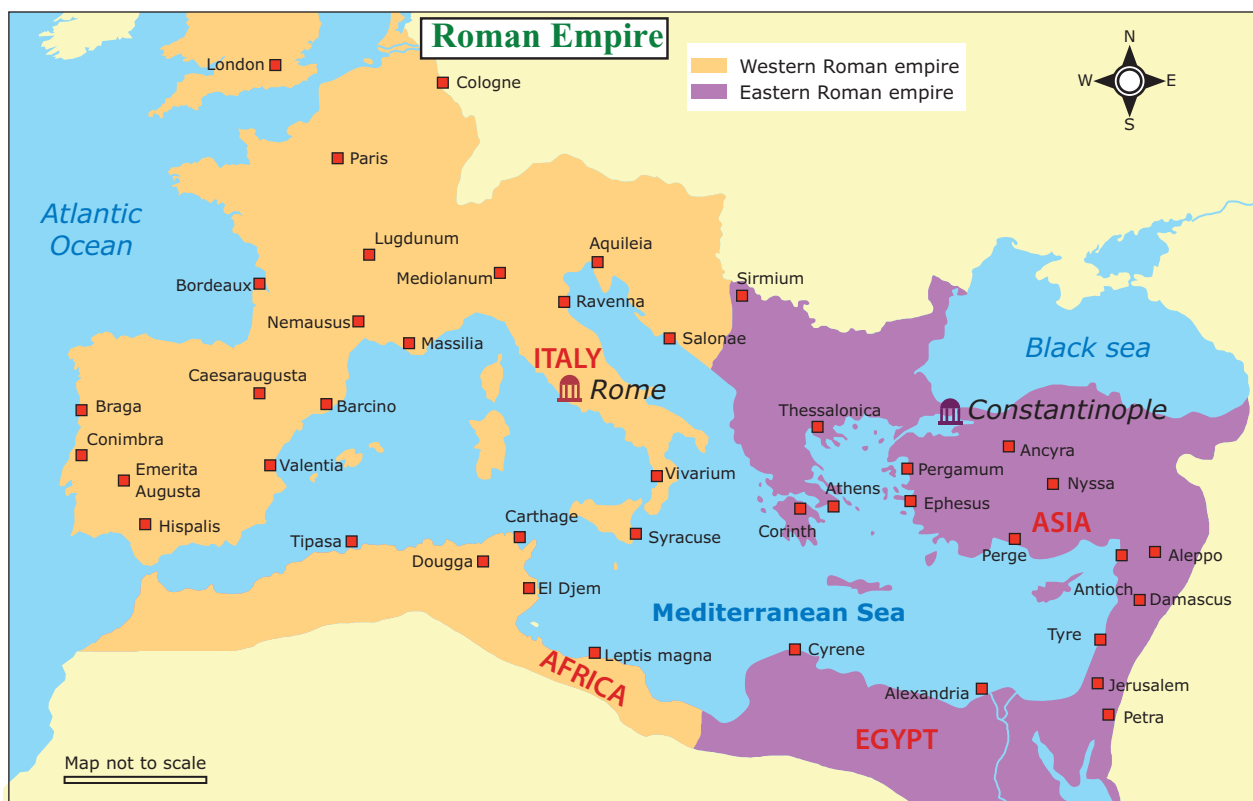 Roman Empire
Western Roman empire
Eastern Roman empire
N
W
E
S
London
Cologne
Paris
Atlantic
Ocean
Lugdunum
Mediolanum
Aquileia
Bordeaux
Ravenna
Sirmium
Nemausus
Massilia
Salonae
Black sea
ITALY
Rome
Caesaraugusta
Braga
Barcino
Thessalonica
Constantinople
Conimbra
Ancyra
Emerita
Augusta
Valentia
Vivarium
Pergamum
Nyssa
Athens
Ephesus
Hispalis
Carthage
Syracuse
Corinth
ASIA
Tipasa
Dougga
Perge
Aleppo
El Djem
Antioch
Damascus
Mediterranean Sea
Tyre
Leptis magna
Cyrene
AFRICA
Alexandria
Jerusalem
Petra
EGYPT
Map not to scale